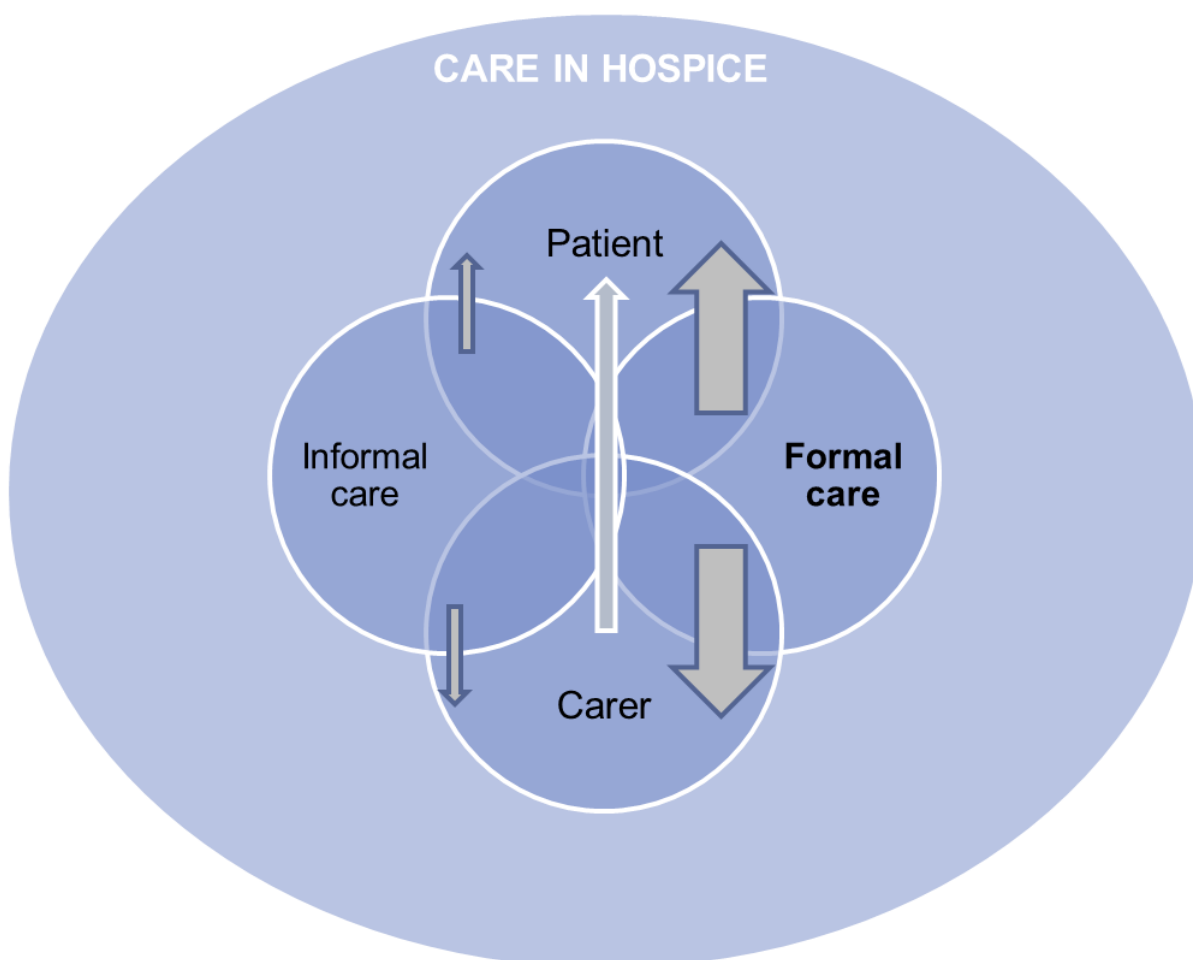 CARE IN HOSPICE
Patient
Informal
care
Formal
care
Carer